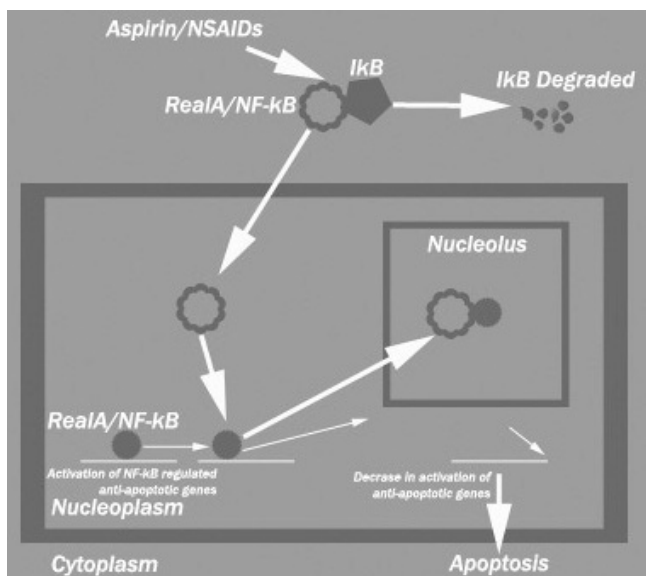 Aspirin/NSAIDs
IkB
IkB Degraded
RealA/NF-kB
Nucleolus
RealA/NF-kB
Activation of NF-kB regulated
anti-apoptotic genes
Decrase in activation of
anti-apoptotic genes
Nucleoplasm
Cytoplasm
Apoptosis